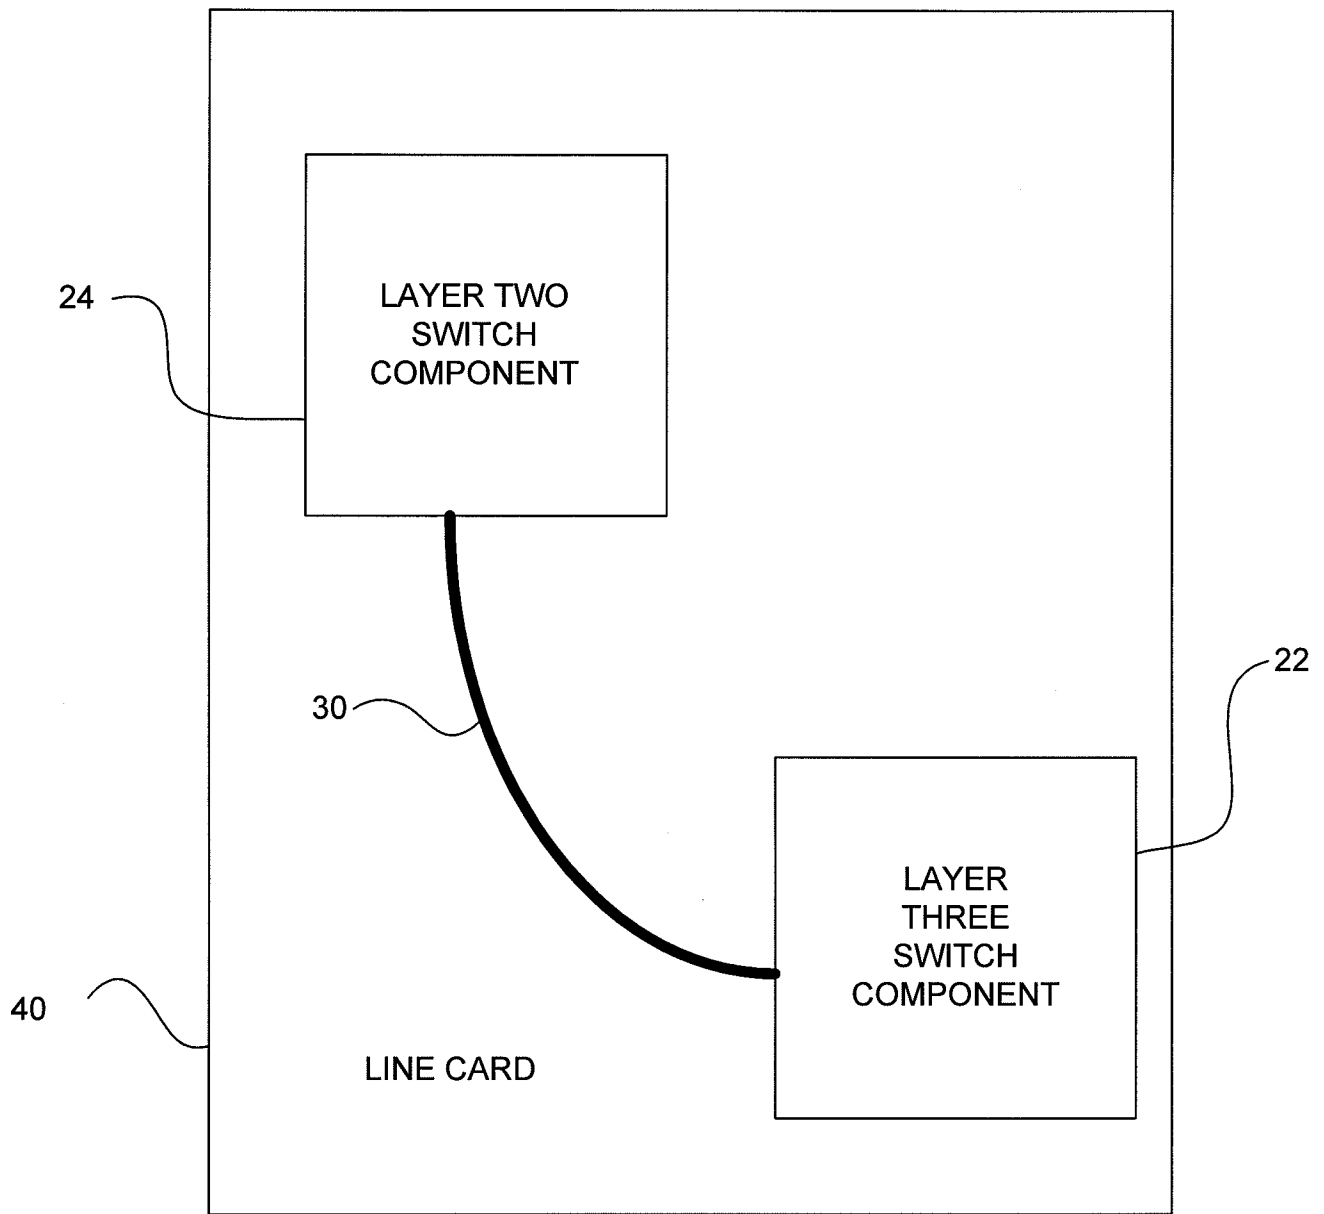 24
LAYER TWO
SWITCH
COMPONENT
30
22
LAYER
THREE
SWITCH
COMPONENT
40
LINE CARD